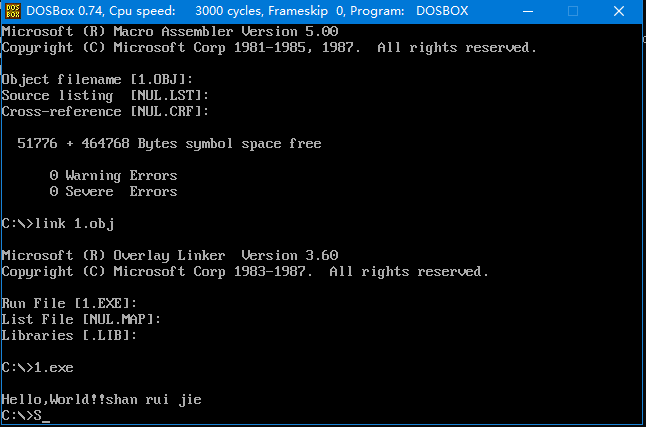 DOSBox 0.74, Cpu speed: 3000 cycles, Frameskip 0, Program: DOSBOX
Microsoft (R) Macro Assembler Version 5.00
Copyright (C) Microsoft Corp 1981-1985, 1987. All rights reserved.
Object filename [1.OBJ]:
Source listing [NUL.LST]:
Cross-reference [NUL.CRF]:
51776 + 464768 Bytes symbol space free
0 Warning Errors
0 Severe Errors
C:\>link 1.obj
Microsoft (R) Overlay Linker Version 3.60
Copyright (C) Microsoft Corp 1983-1987. All rights reserved.
Run File [1.EXE]:
List File [NUL.MAP]:
Libraries [.LIB]:
C:\>1.exe
Hello,World!!shan rui jie
C:\>S_